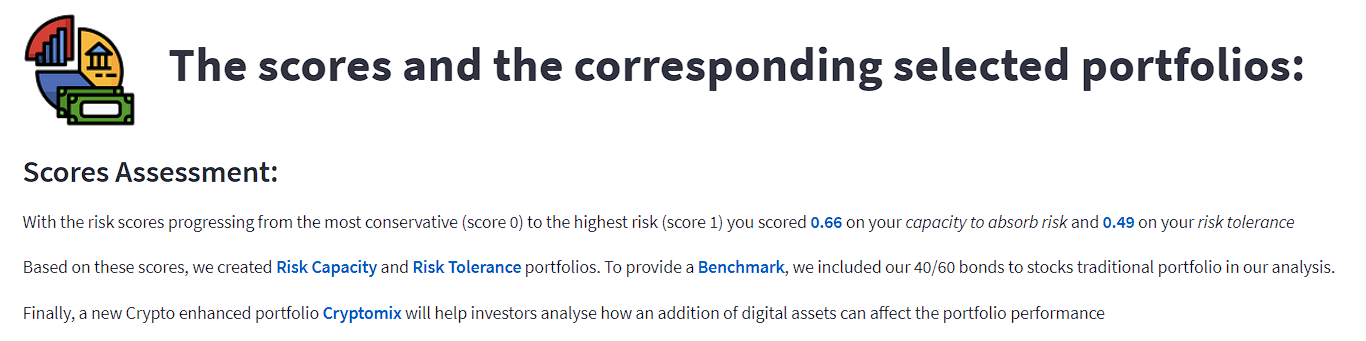 The scores and the corresponding selected portfolios:
Scores Assessment:
With the risk scores progressing from the most conservative (score 0) to the highest risk (score 1) you scored 0.66 on your capacity to absorb risk and 0.49 on your risk tolerance
Based on these scores, we created Risk Capacity and Risk Tolerance portfolios. To provide a Benchmark, we included our 40/60 bonds to stocks traditional portfolio in our analysis.
Finally, a new Crypto enhanced portfolio Cryptomix will help investors analyse how an addition of digital assets can affect the portfolio performance